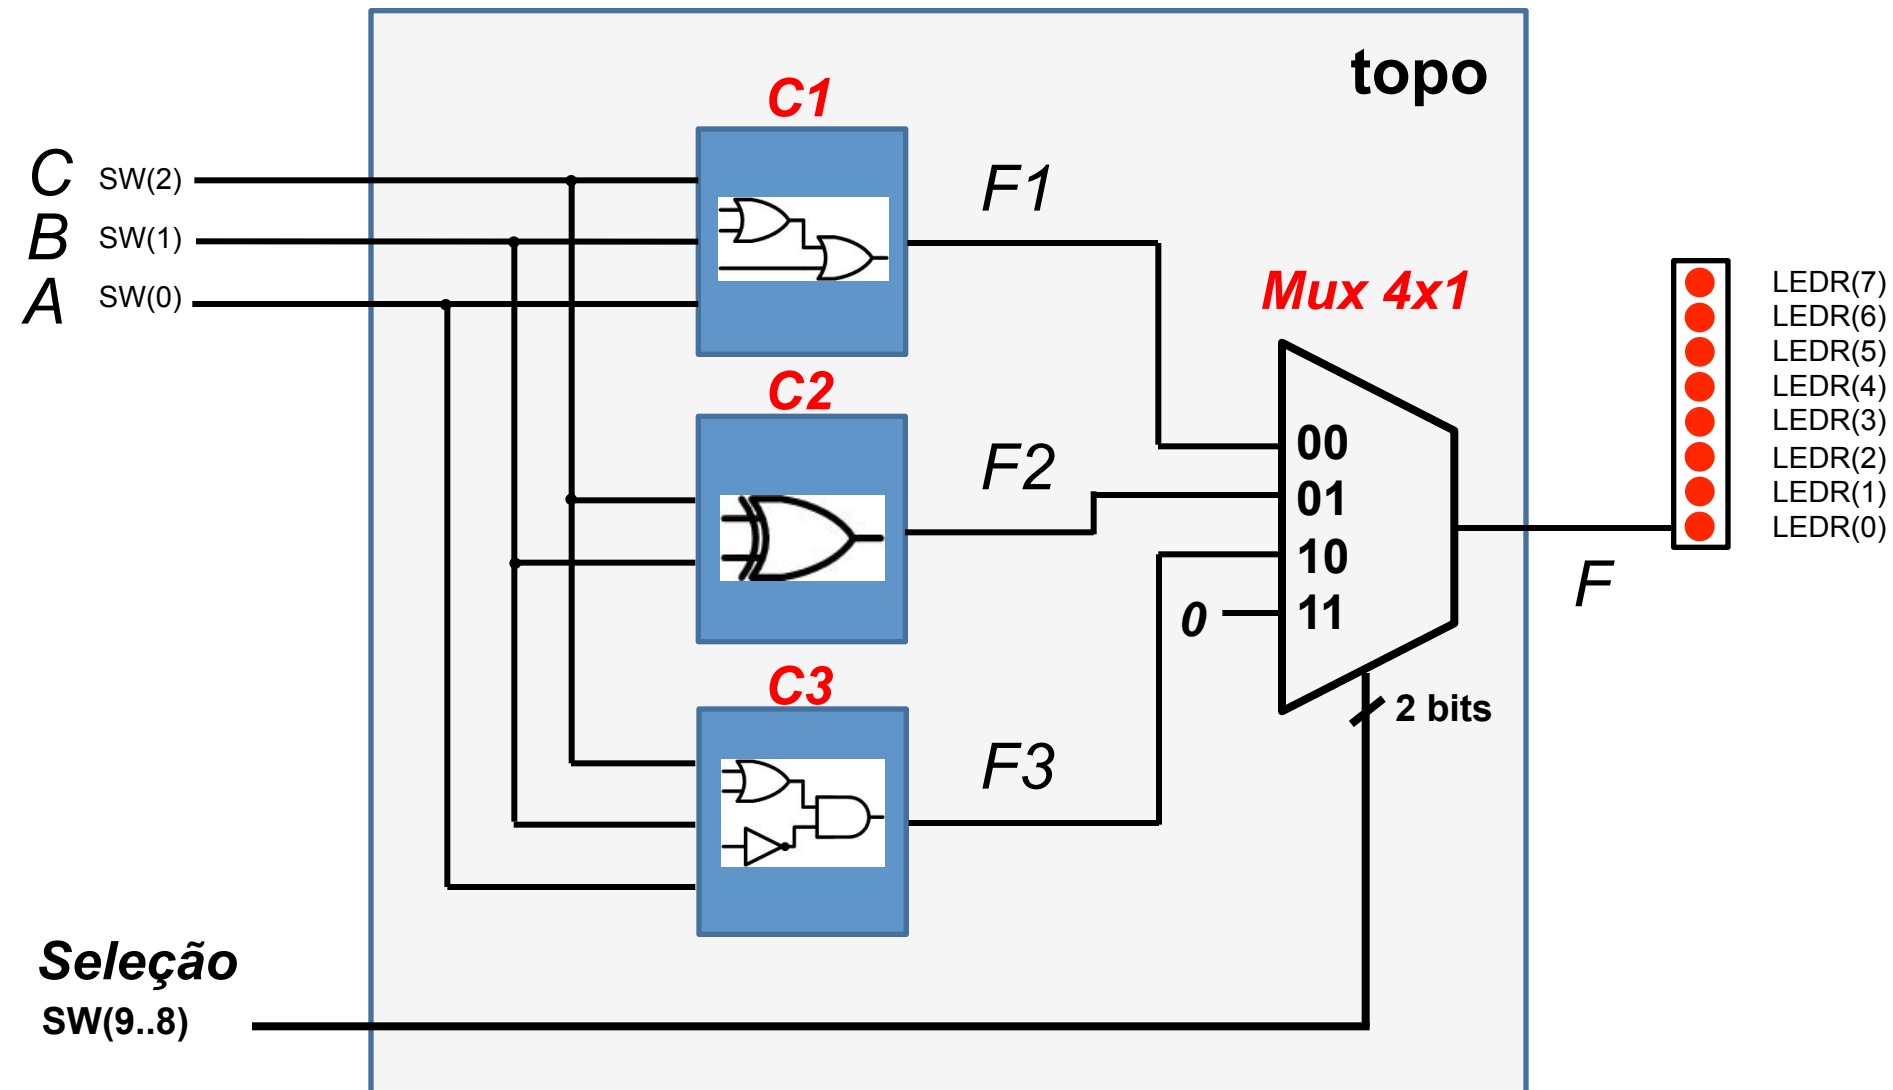 topo
C1
C SW(2)
B SW(1)
A SW(0)
F1
Mux 4x1
LEDR(7)
LEDR(6)
LEDR(5)
LEDR(4)
LEDR(3)
LEDR(2)
LEDR(1)
LEDR(0)
C2
F2
00
01
10
0 11
F
C3
F3
2 bits
Seleção
SW(9..8)